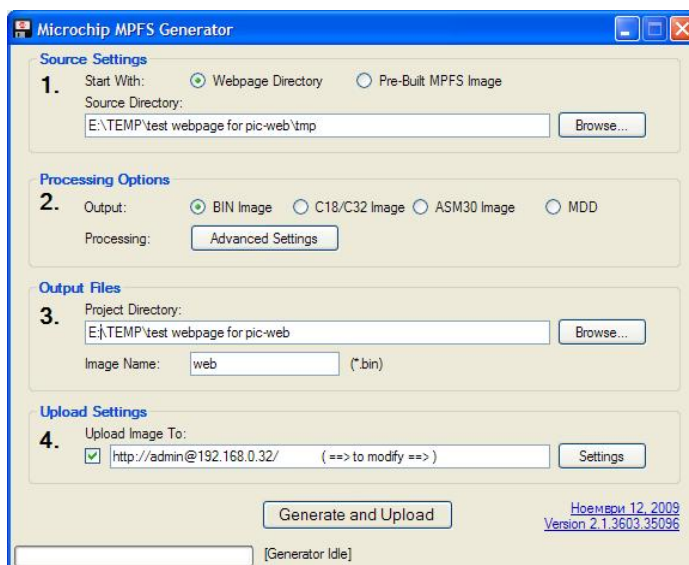 Microchip MPFS Generator
Source Settings
1. Start With: Webpage Directory Pre-Built MPFS Image
Source Directory:
E:\TEMP\test webpage for pic-web\tmp Browse...
Processing Options
2. Output: BIN Image C18/C32 Image ASM30 Image MDD
Processing: Advanced Settings
Output Files
3. Project Directory:
E:\TEMP\test webpage for pic-web Browse...
Image Name: web (*.bin)
Upload Settings
4. Upload Image To:
http://admin@192.168.0.32/ ( ==> to modify ==> ) Settings
Generate and Upload
Ноември 12, 2009
Version 2.1.3603.35096
[Generator Idle]